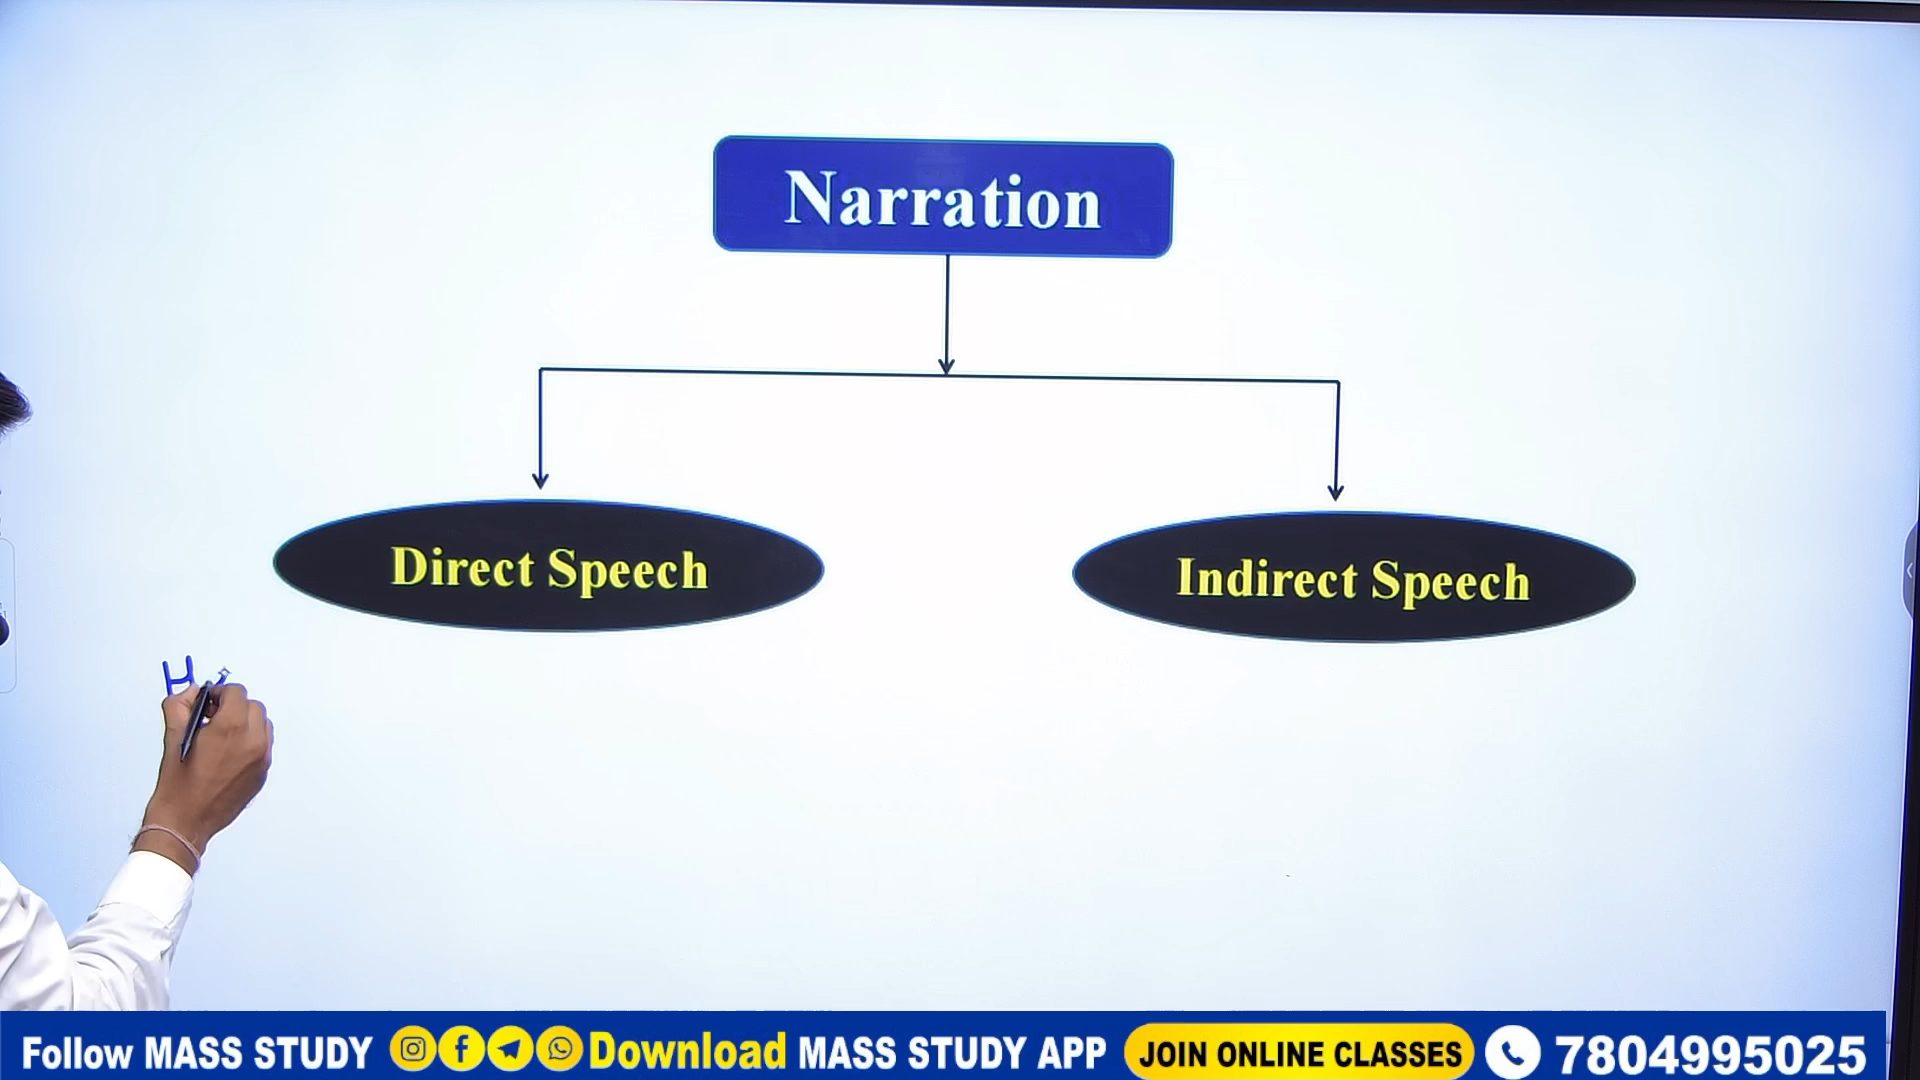 Narration
Direct Speech
Indirect Speech
H
Follow MASS STUDY Download MASS STUDY APP JOIN ONLINE CLASSES 7804995025